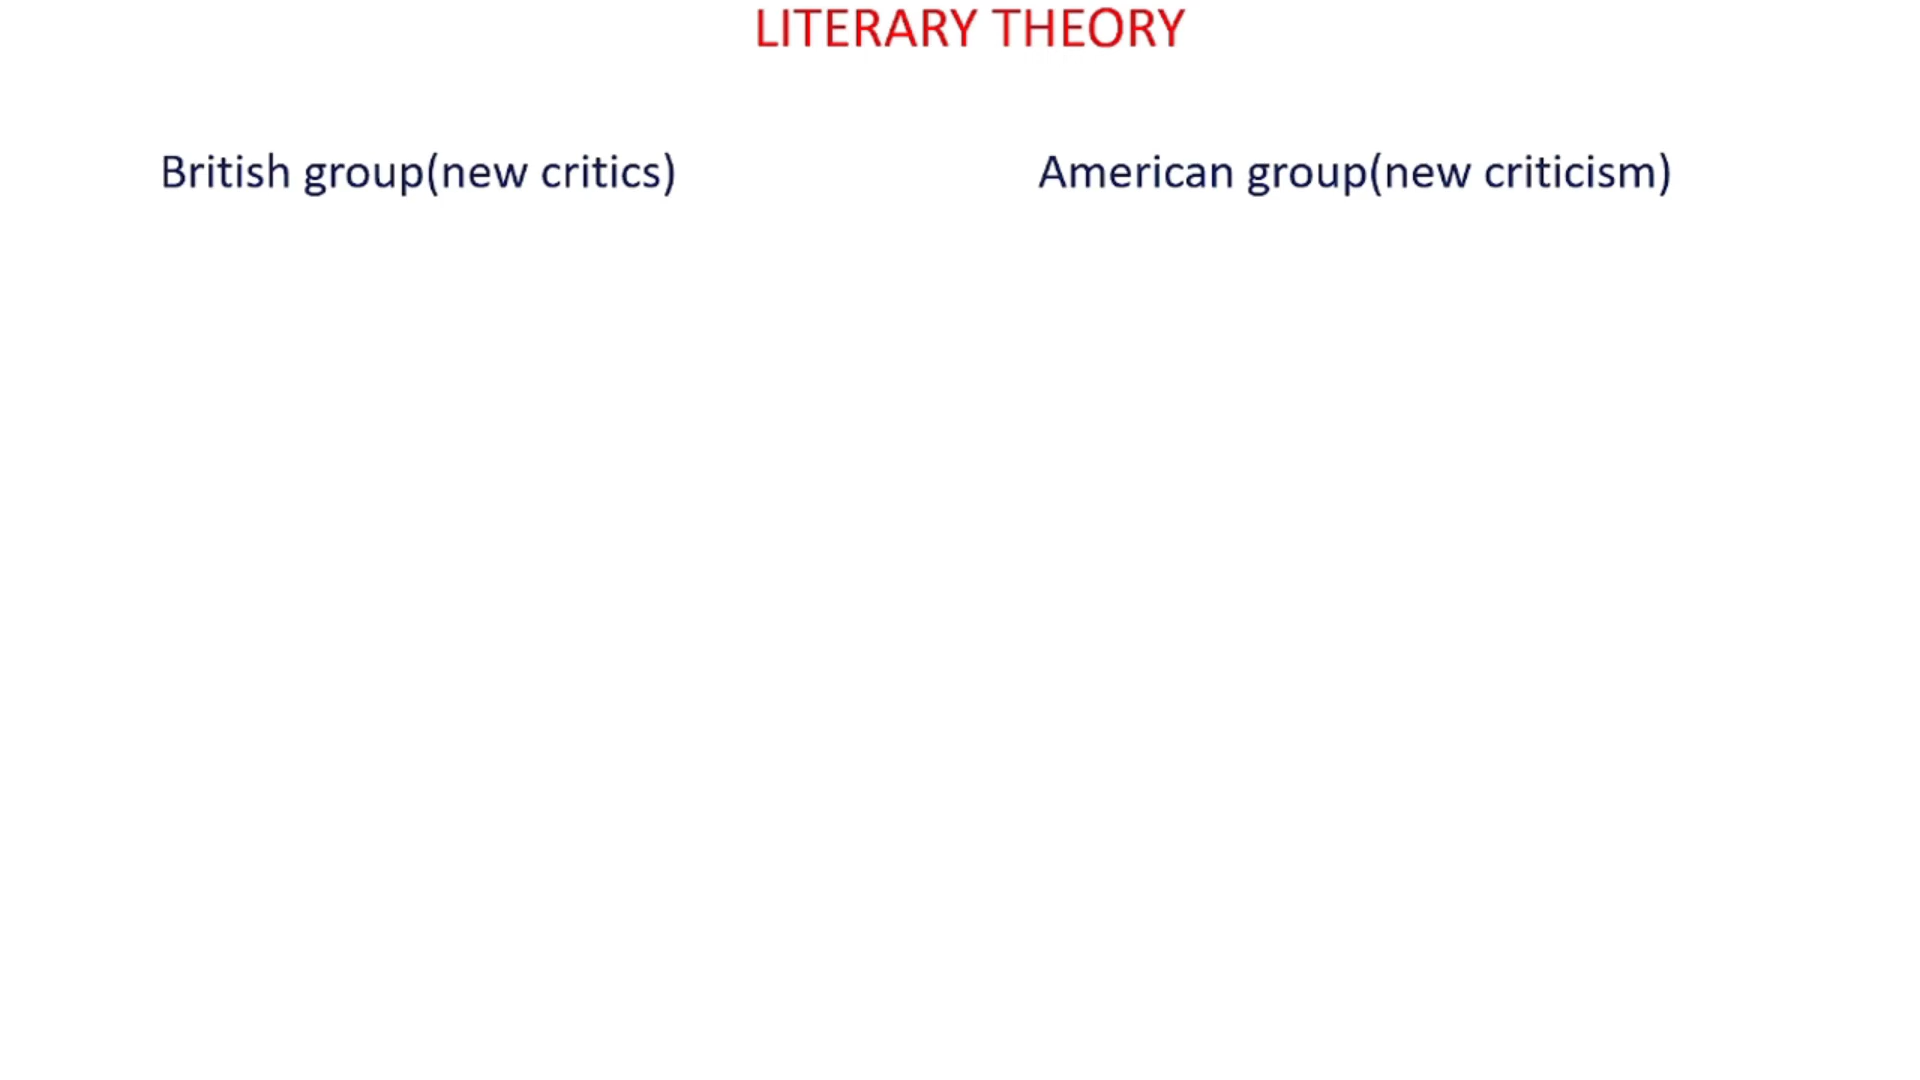 LITERARY THEORY
British group(new critics)
American group(new criticism)